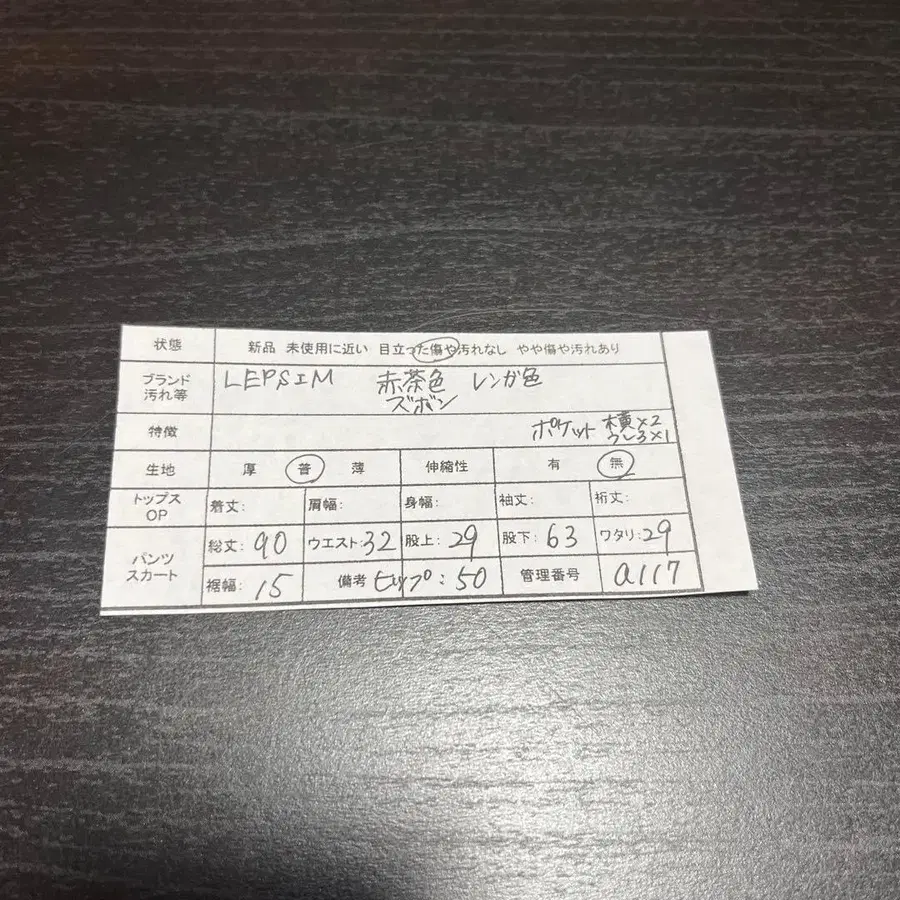 状態 新品 未使用に近い 目立った傷や汚れなし やや傷や汚れあり
ブランド 汚れ等 LEPSIM 赤茶色 レンガ色
ズボン
特徴 ポケット 横×2
うしろ×1
生地 厚 普 薄 伸縮性 有 無
トップス OP 着丈: 肩幅: 身幅: 袖丈: 裄丈:
パンツ スカート 総丈:90 ウエスト:32 股上:29 股下:63 ワタリ:29
裾幅:15 備考 ヒップ:50 管理番号 a117